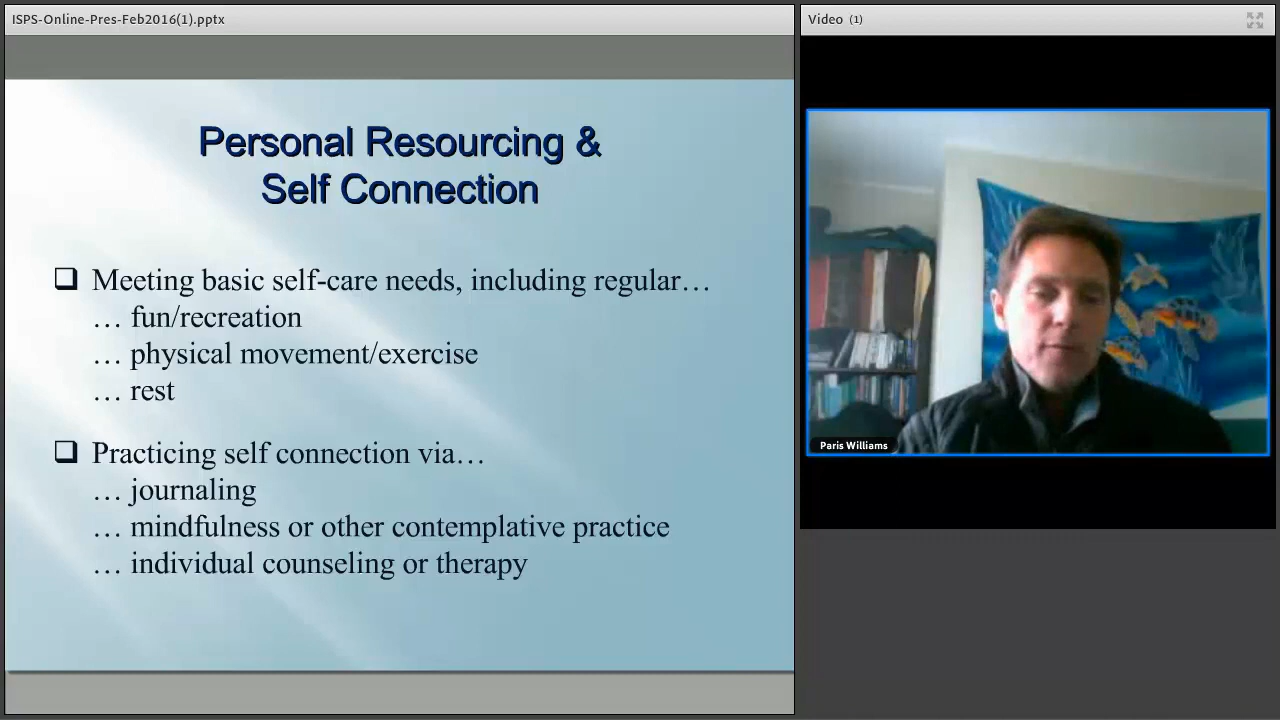 ISPS-Online-Pres-Feb2016(1).pptx
Video (1)
Personal Resourcing &
Self Connection
❑ Meeting basic self-care needs, including regular…
… fun/recreation
… physical movement/exercise
… rest
❑ Practicing self connection via…
… journaling
… mindfulness or other contemplative practice
… individual counseling or therapy
Paris Williams